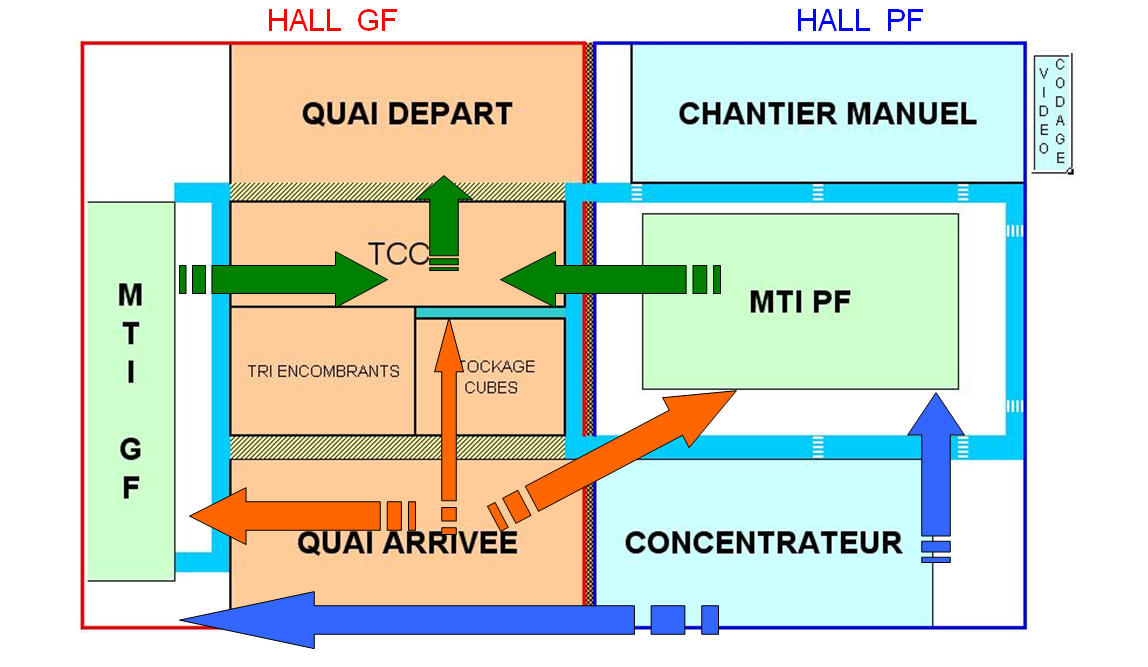 HALL GF
HALL PF
QUAI DEPART
CHANTIER MANUEL
VIDEO
CODAGE
TCC
MTI GF
MTI PF
TRI ENCOMBRANTS
TOCKAGE
CUBES
QUAI ARRIVEE
CONCENTRATEUR